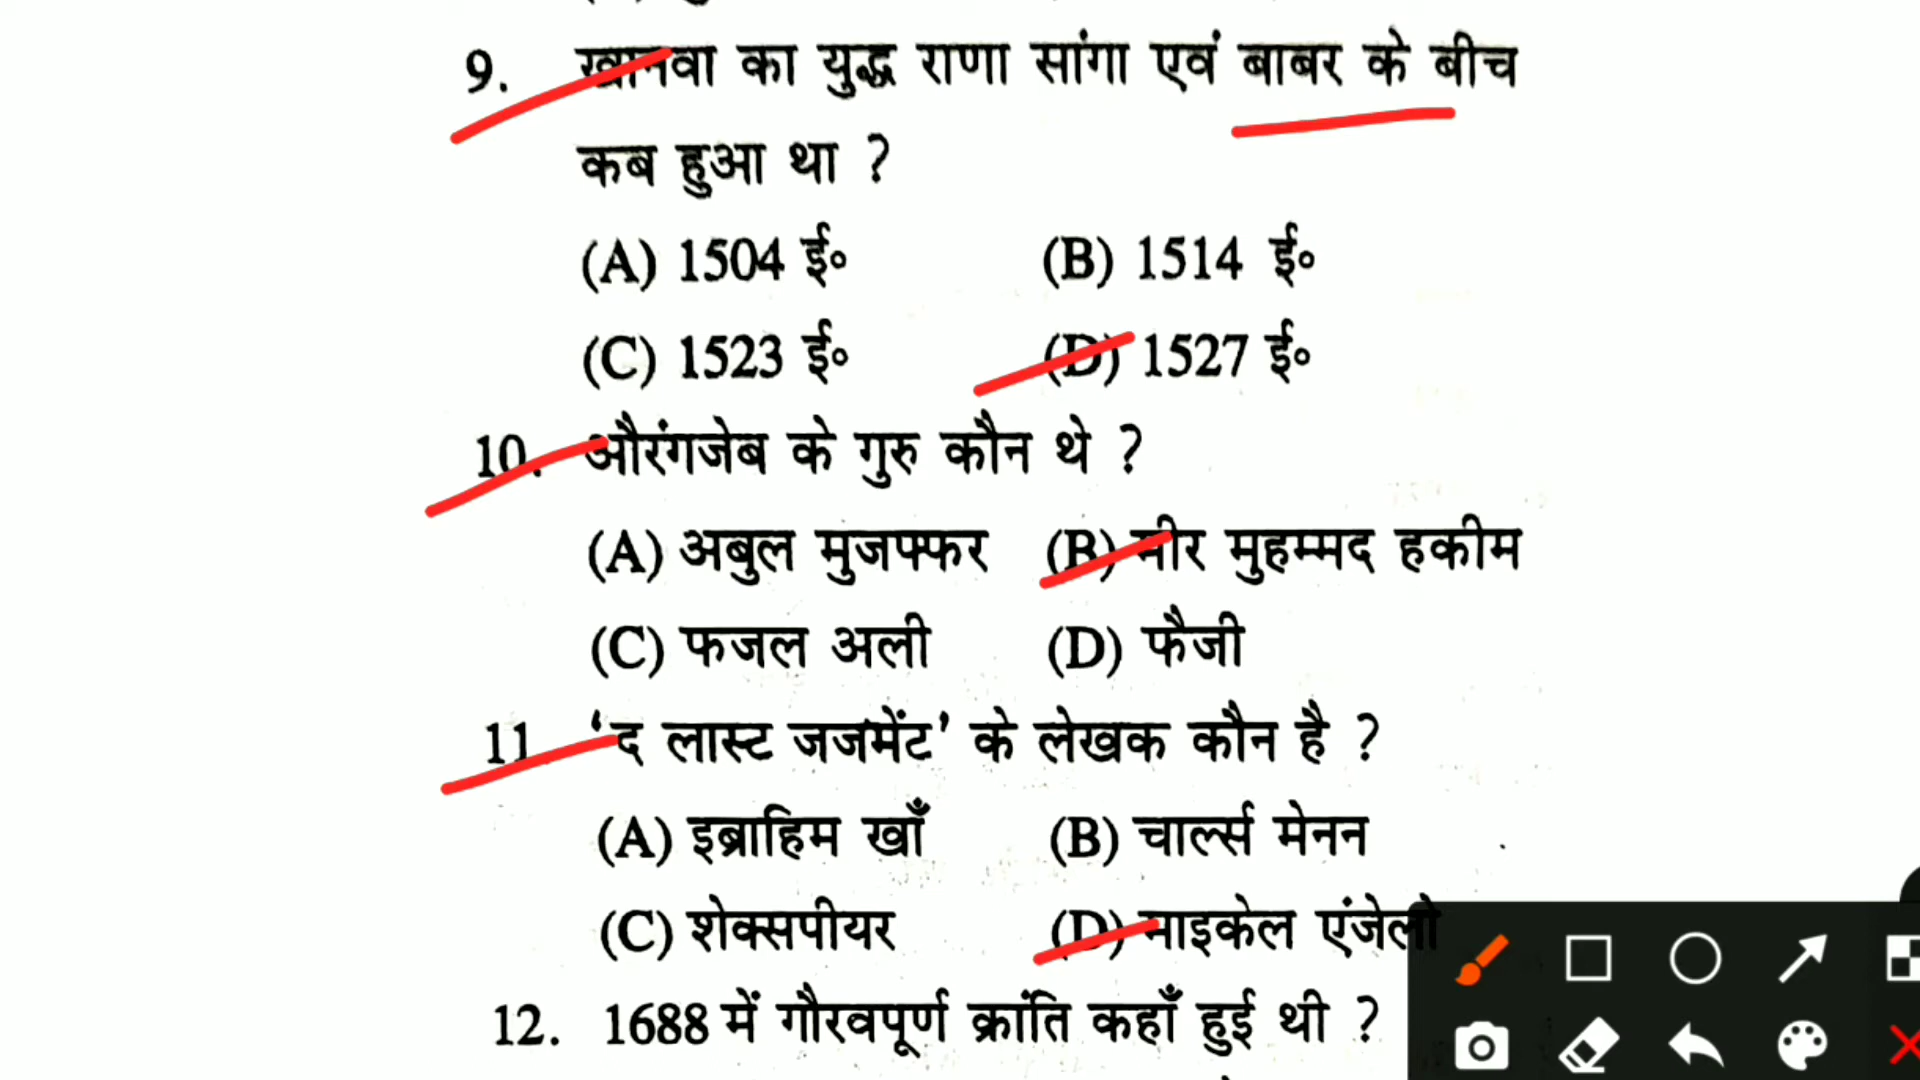 9. खानवा का युद्ध राणा सांगा एवं बाबर के बीच
कब हुआ था ?
(A) 1504 ई० (B) 1514 ई०
(C) 1523 ई० (D) 1527 ई०
10. औरंगजेब के गुरु कौन थे ?
(A) अबुल मुजफ्फर (B) मीर मुहम्मद हकीम
(C) फजल अली (D) फैजी
11 ‘द लास्ट जजमेंट’ के लेखक कौन है ?
(A) इब्राहिम खाँ (B) चार्ल्स मेनन
(C) शेक्सपीयर (D) माइकेल एंजेलो
12. 1688 में गौरवपूर्ण क्रांति कहाँ हुई थी ?